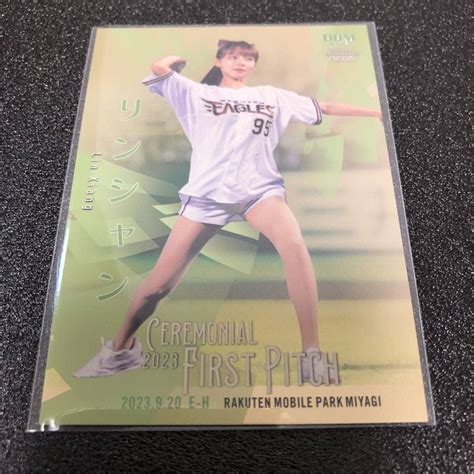 BBM
リンシャン
Lin Xiang
EAGLES
95
CEREMONIAL
2023
FIRST PITCH
2023.9.20 E-H RAKUTEN MOBILE PARK MIYAGI